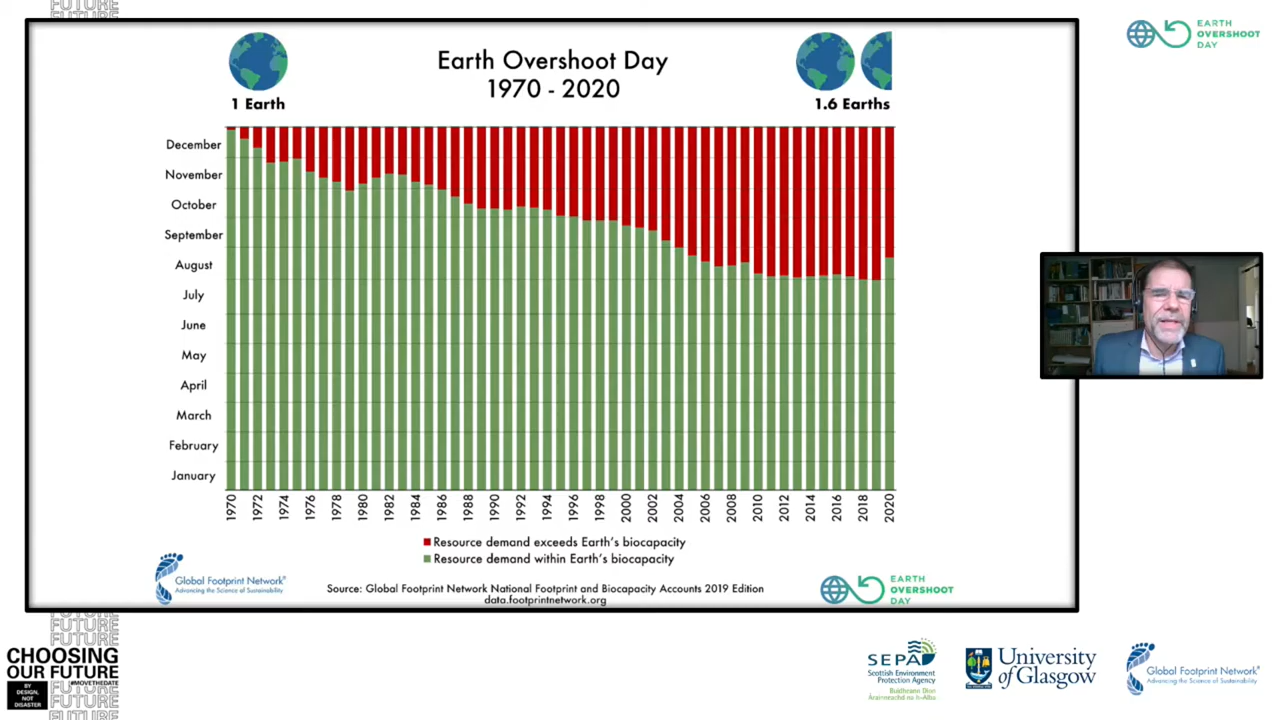 FUTURE
FUTURE
EARTH
OVERSHOOT
DAY
Earth Overshoot Day
1970 - 2020
1 Earth
1.6 Earths
December
November
October
September
August
July
June
May
April
March
February
January
1970
1972
1974
1976
1978
1980
1982
1984
1986
1988
1990
1992
1994
1996
1998
2000
2002
2004
2006
2008
2010
2012
2014
2016
2018
2020
Resource demand exceeds Earth's biocapacity
Resource demand within Earth's biocapacity
Global Footprint Network®
Advancing the Science of Sustainability
Source: Global Footprint Network National Footprint and Biocapacity Accounts 2019 Edition
data.footprintnetwork.org
EARTH
OVERSHOOT
DAY
FUTURE
FUTURE
CHOOSING
OUR FUTURE
#MOVETHEDATE
BY
DESIGN,
NOT
DISASTER
FUTURE
FUTURE
SEPA
Scottish Environment
Protection Agency
Buidheann Dìon
Àrainneachd na h-Alba
University
of Glasgow
Global Footprint Network®
Advancing the Science of Sustainability